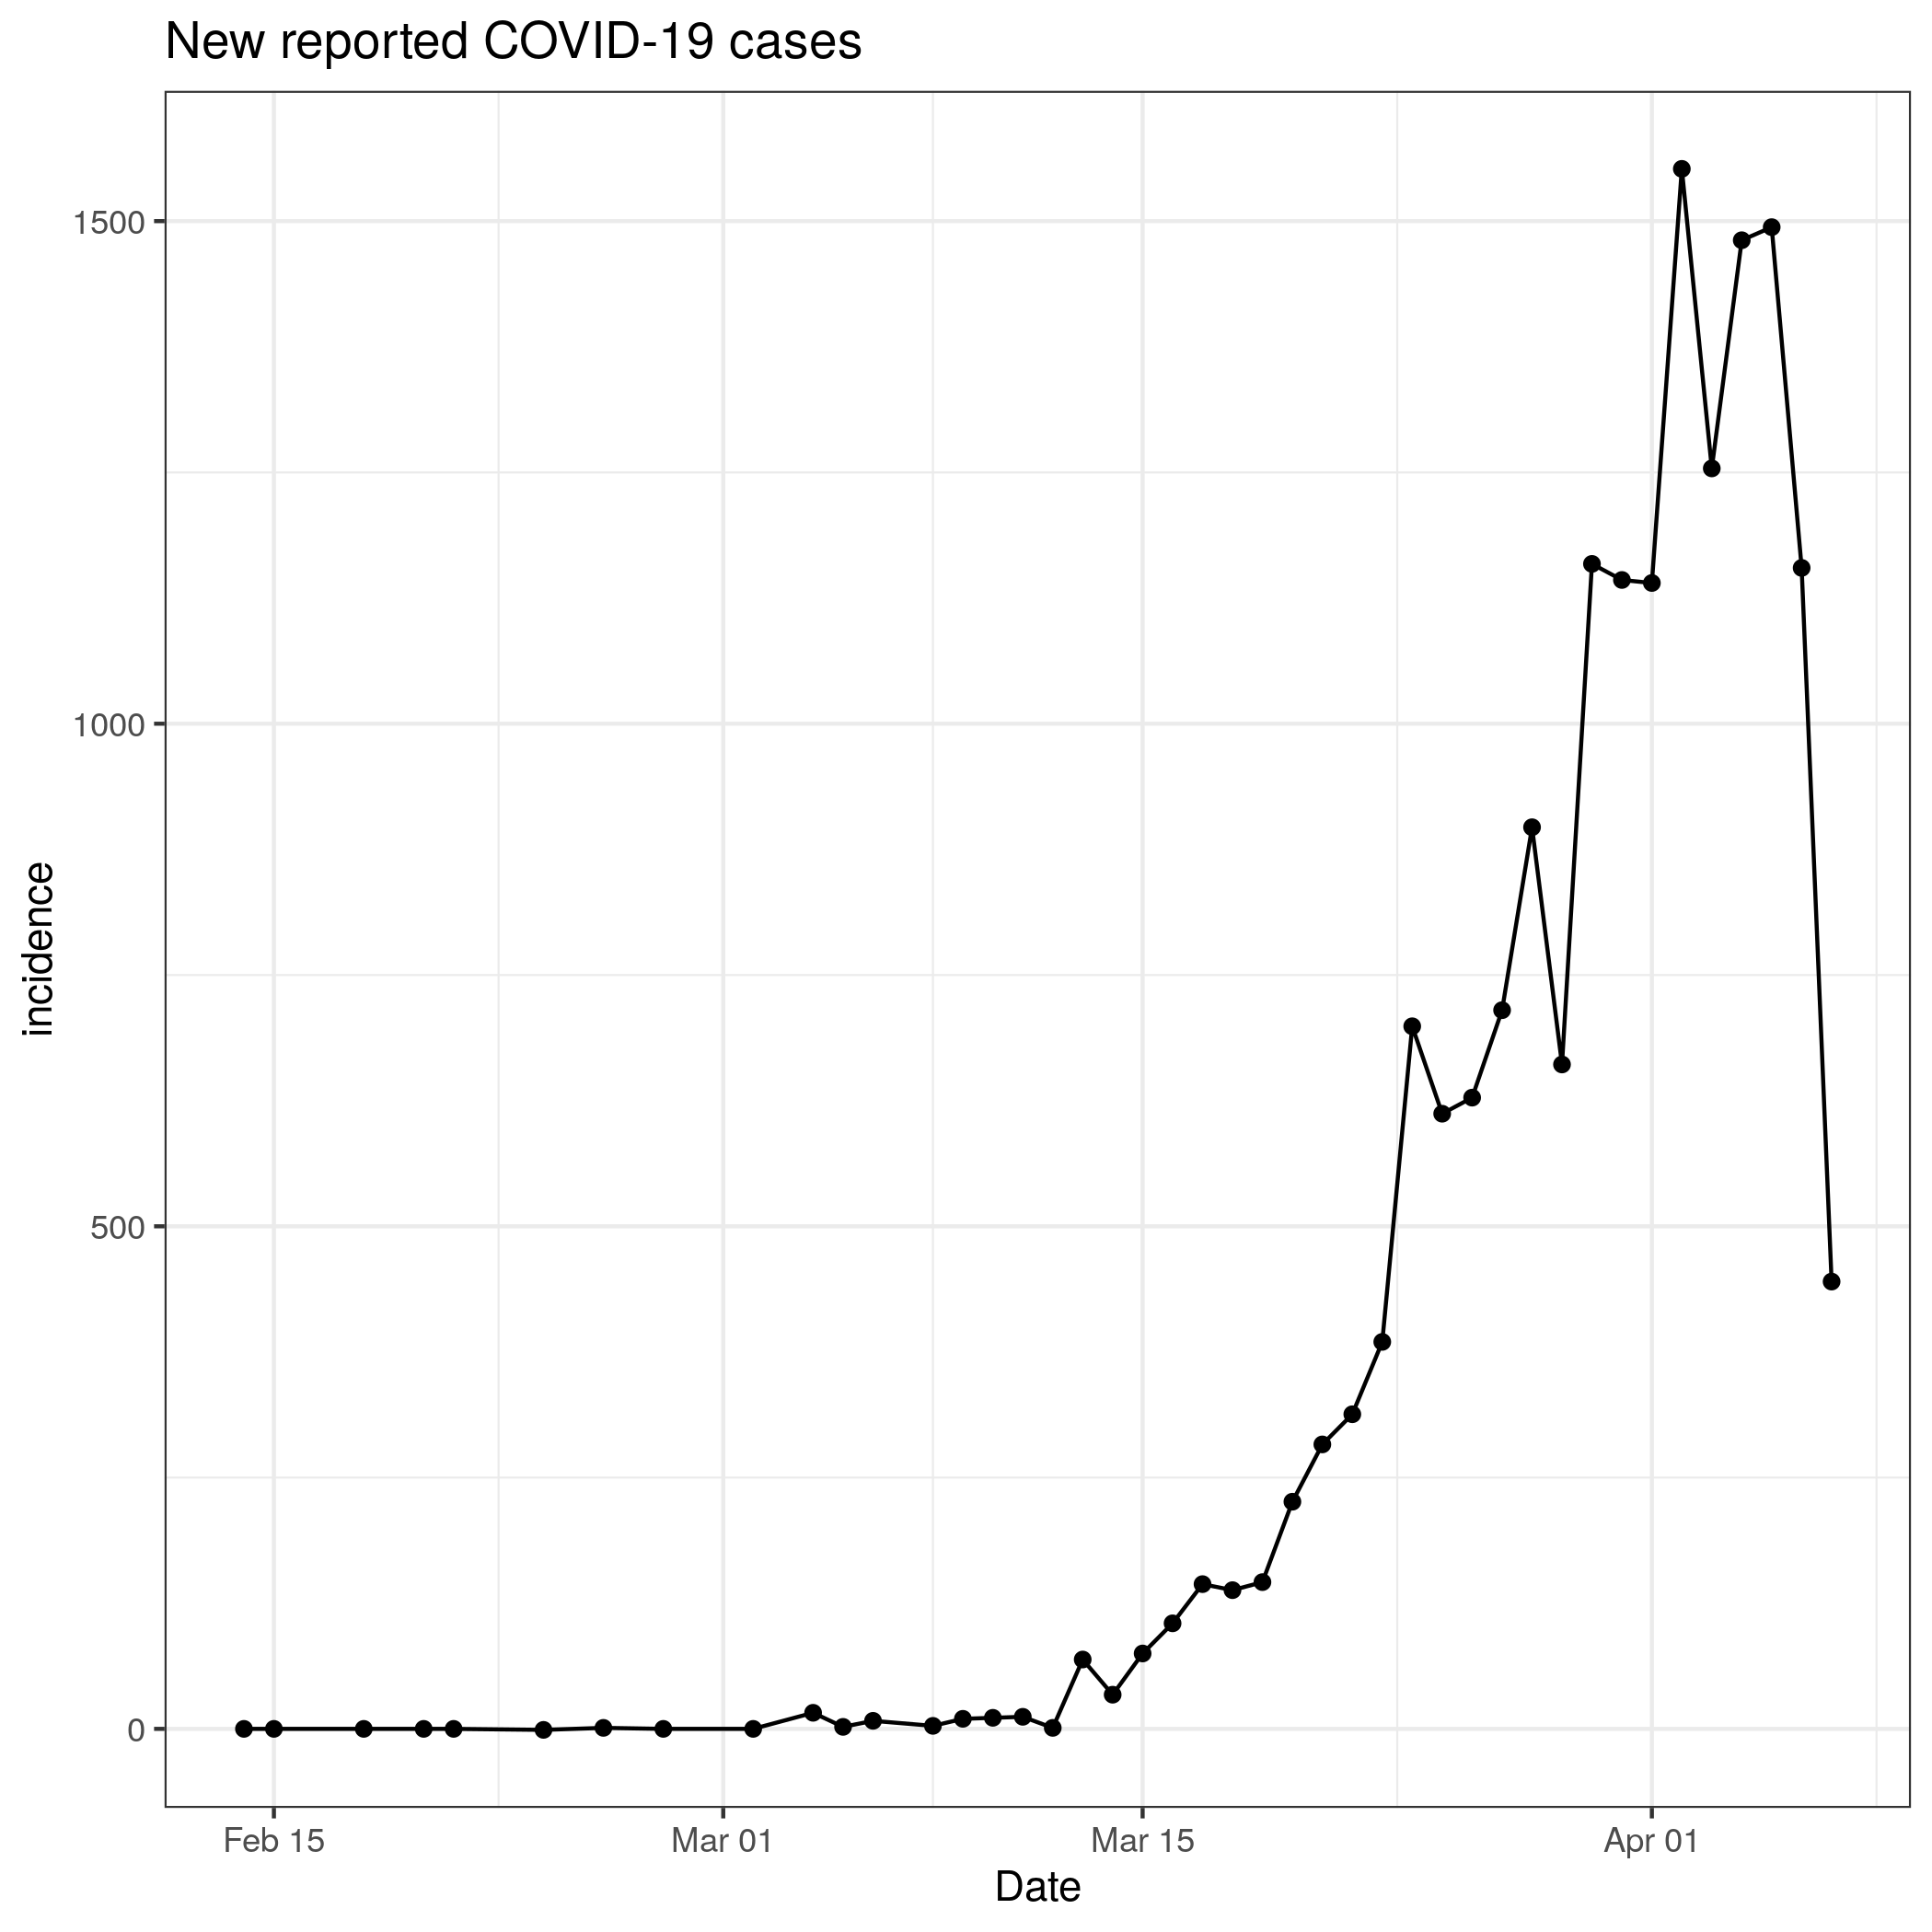 New reported COVID-19 cases
1500
1000
500
0
incidence
Feb 15
Mar 01
Mar 15
Apr 01
Date